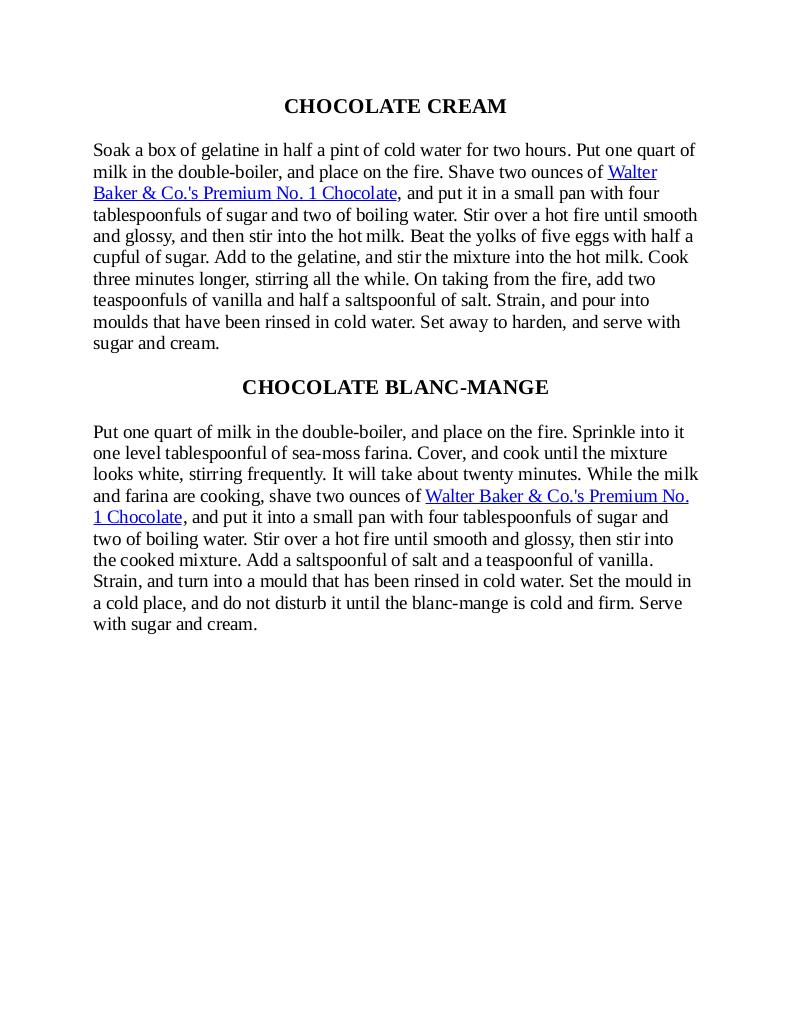 CHOCOLATE CREAM
Soak a box of gelatine in half a pint of cold water for two hours. Put one quart of
milk in the double-boiler, and place on the fire. Shave two ounces of Walter
Baker & Co.'s Premium No. 1 Chocolate, and put it in a small pan with four
tablespoonfuls of sugar and two of boiling water. Stir over a hot fire until smooth
and glossy, and then stir into the hot milk. Beat the yolks of five eggs with half a
cupful of sugar. Add to the gelatine, and stir the mixture into the hot milk. Cook
three minutes longer, stirring all the while. On taking from the fire, add two
teaspoonfuls of vanilla and half a saltspoonful of salt. Strain, and pour into
moulds that have been rinsed in cold water. Set away to harden, and serve with
sugar and cream.
CHOCOLATE BLANC-MANGE
Put one quart of milk in the double-boiler, and place on the fire. Sprinkle into it
one level tablespoonful of sea-moss farina. Cover, and cook until the mixture
looks white, stirring frequently. It will take about twenty minutes. While the milk
and farina are cooking, shave two ounces of Walter Baker & Co.'s Premium No.
1 Chocolate, and put it into a small pan with four tablespoonfuls of sugar and
two of boiling water. Stir over a hot fire until smooth and glossy, then stir into
the cooked mixture. Add a saltspoonful of salt and a teaspoonful of vanilla.
Strain, and turn into a mould that has been rinsed in cold water. Set the mould in
a cold place, and do not disturb it until the blanc-mange is cold and firm. Serve
with sugar and cream.